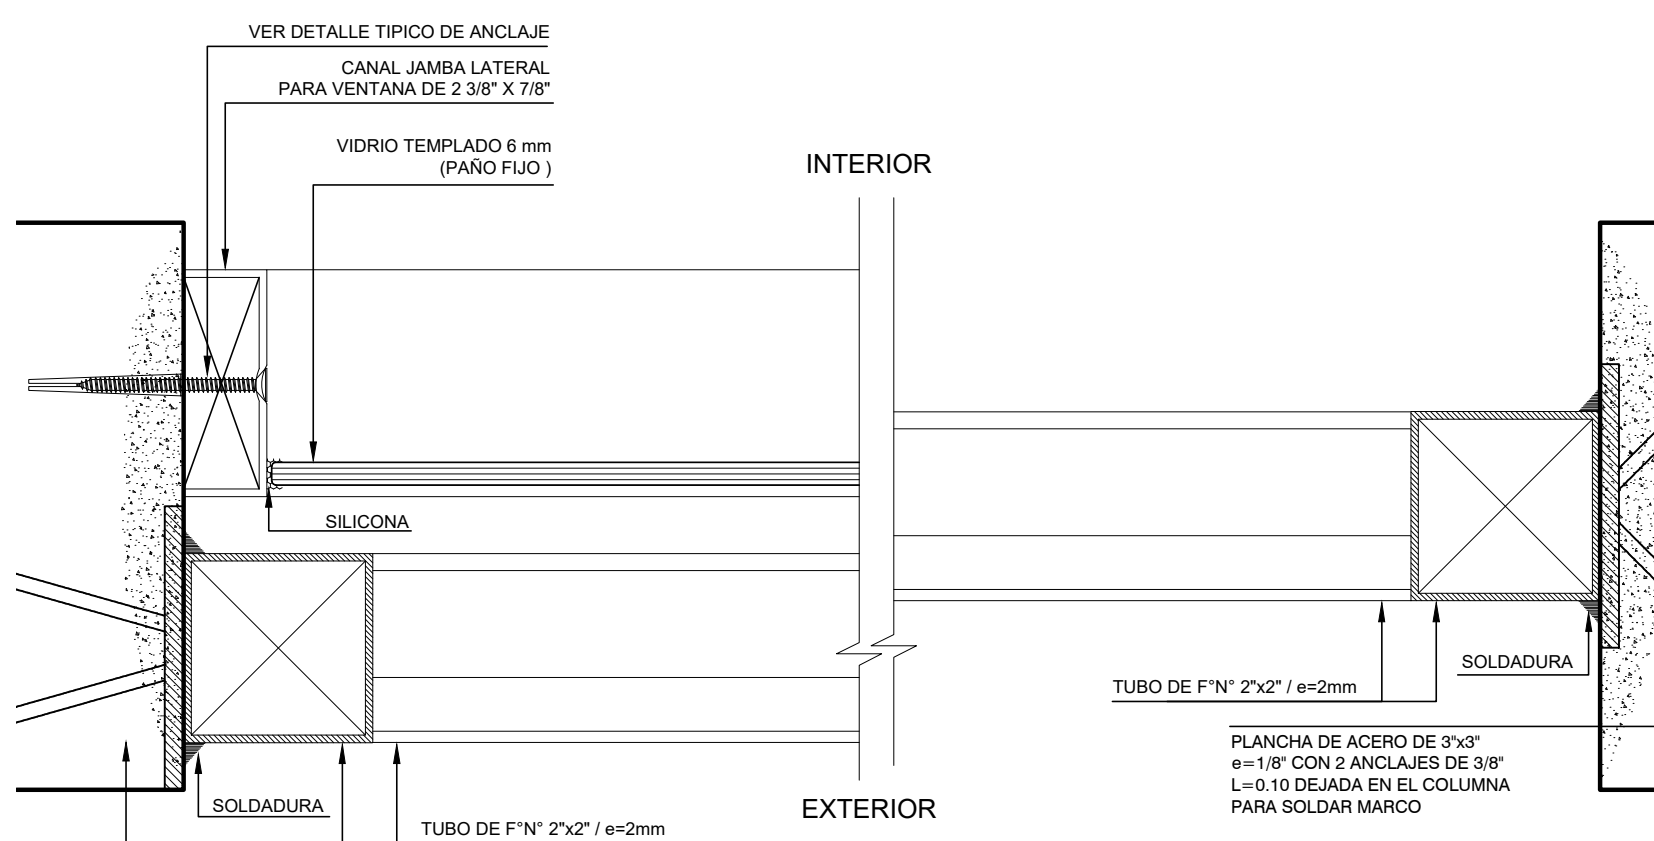 VER DETALLE TIPICO DE ANCLAJE
CANAL JAMBA LATERAL
PARA VENTANA DE 2 3/8" X 7/8"
VIDRIO TEMPLADO 6 mm
(PAÑO FIJO )
INTERIOR
SILICONA
SOLDADURA
TUBO DE F°N° 2"x2" / e=2mm
PLANCHA DE ACERO DE 3"x3"
e=1/8" CON 2 ANCLAJES DE 3/8"
L=0.10 DEJADA EN EL COLUMNA
PARA SOLDAR MARCO
SOLDADURA
EXTERIOR
TUBO DE F°N° 2"x2" / e=2mm